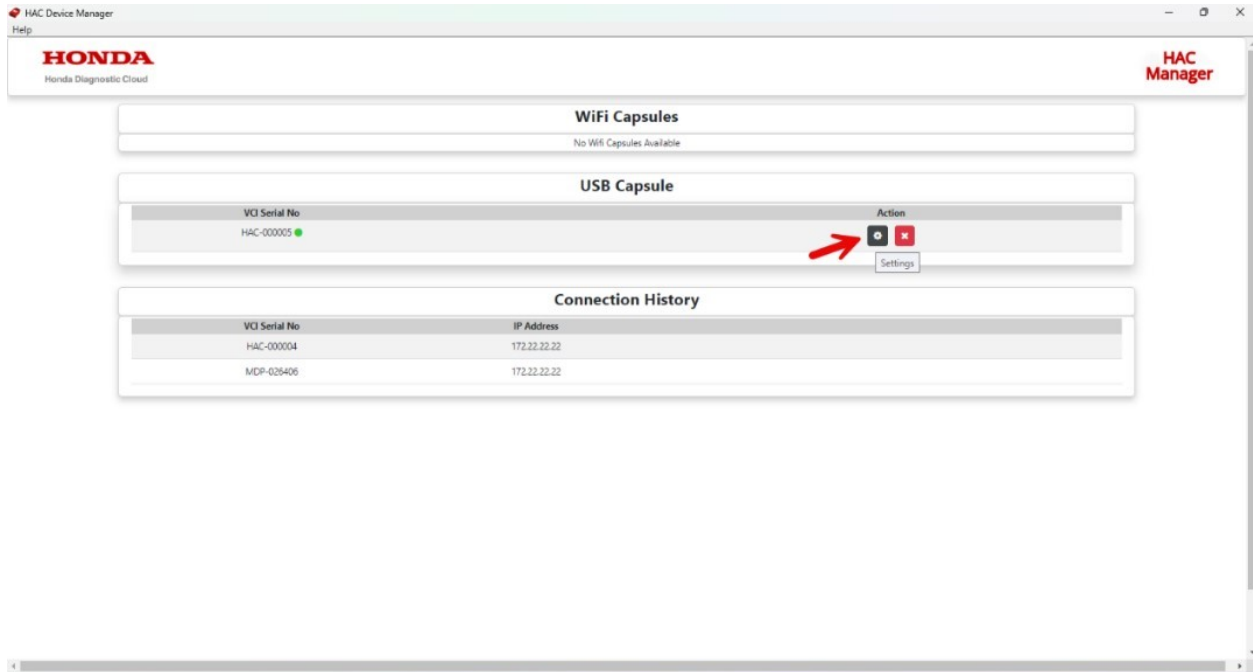 HAC Device Manager
Help
HONDA
Honda Diagnostic Cloud
HAC
Manager
WiFi Capsules
No Wifi Capsules Available
USB Capsule
VCI Serial No Action
HAC-000005
Settings
Connection History
VCI Serial No IP Address
HAC-000004 172.22.22.22
MDP-026406 172.22.22.22